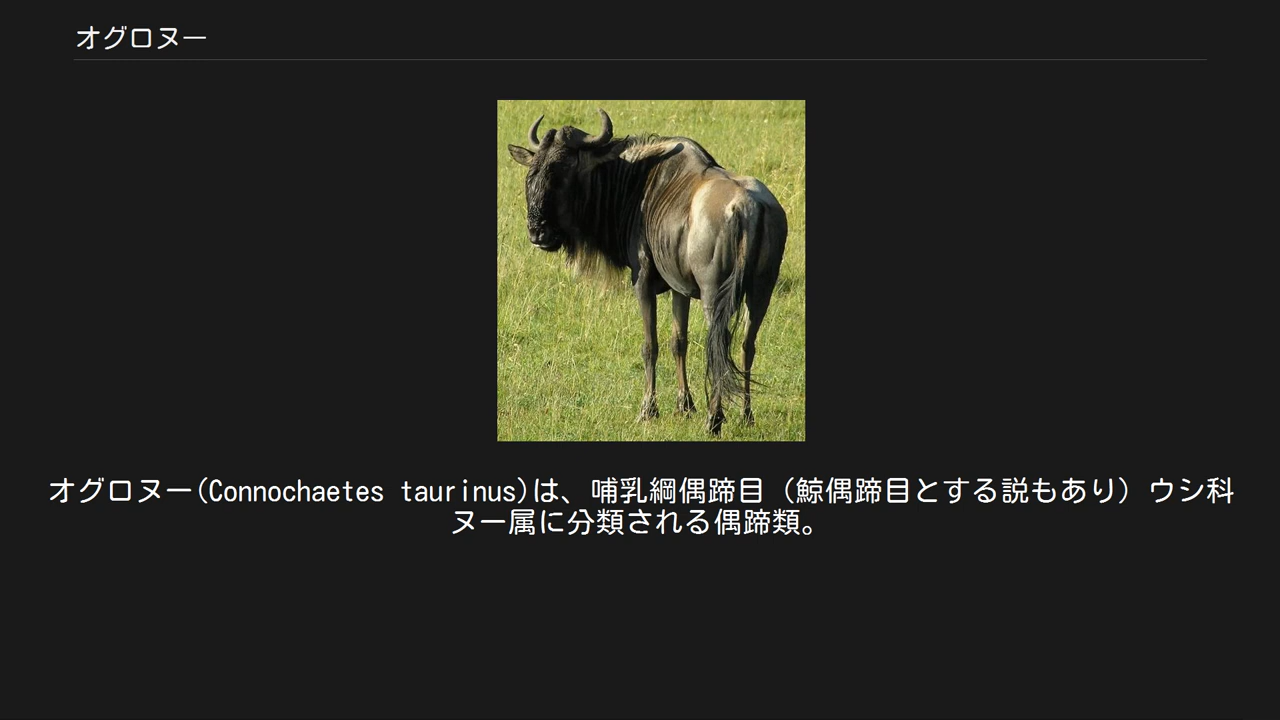 オグロヌー
オグロヌー(Connochaetes taurinus)は、哺乳綱偶蹄目（鯨偶蹄目とする説もあり）ウシ科
ヌー属に分類される偶蹄類。